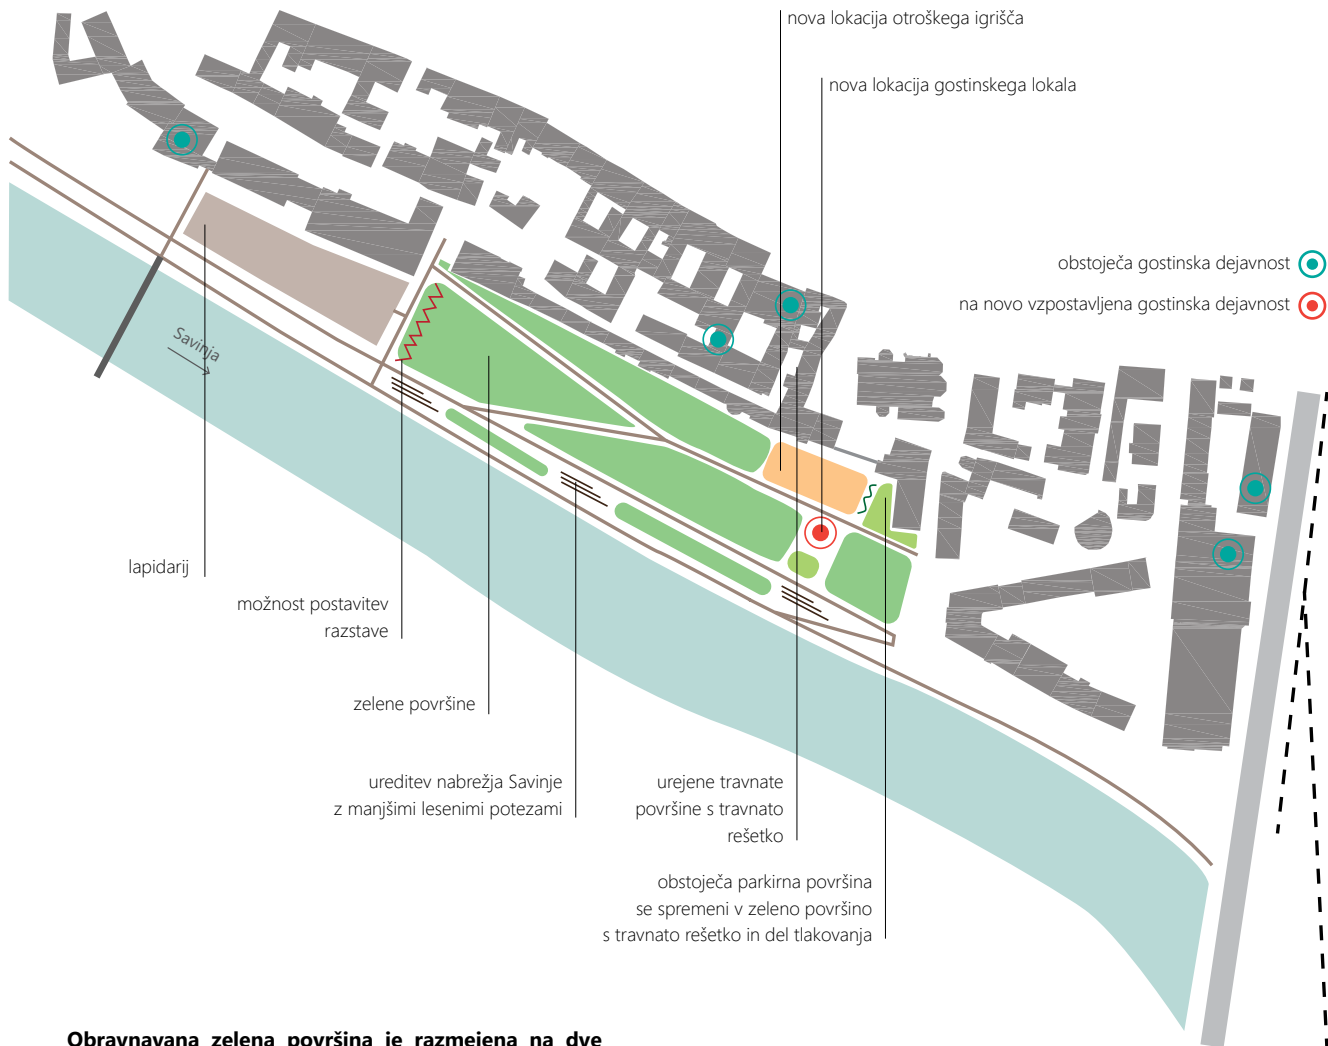 nova lokacija otroškega igrišča
nova lokacija gostinskega lokala
obstoječa gostinska dejavnost
na novo vzpostavljena gostinska dejavnost
Savinja
lapidarij
možnost postavitev
razstave
zelene površine
ureditev nabrežja Savinje
z manjšimi lesenimi potezami
urejene travnate
površine s travnato
rešetko
obstoječa parkirna površina
se spremeni v zeleno površino
s travnato rešetko in del tlakovanja
Obravnavana zelena površina je razmejena na dve